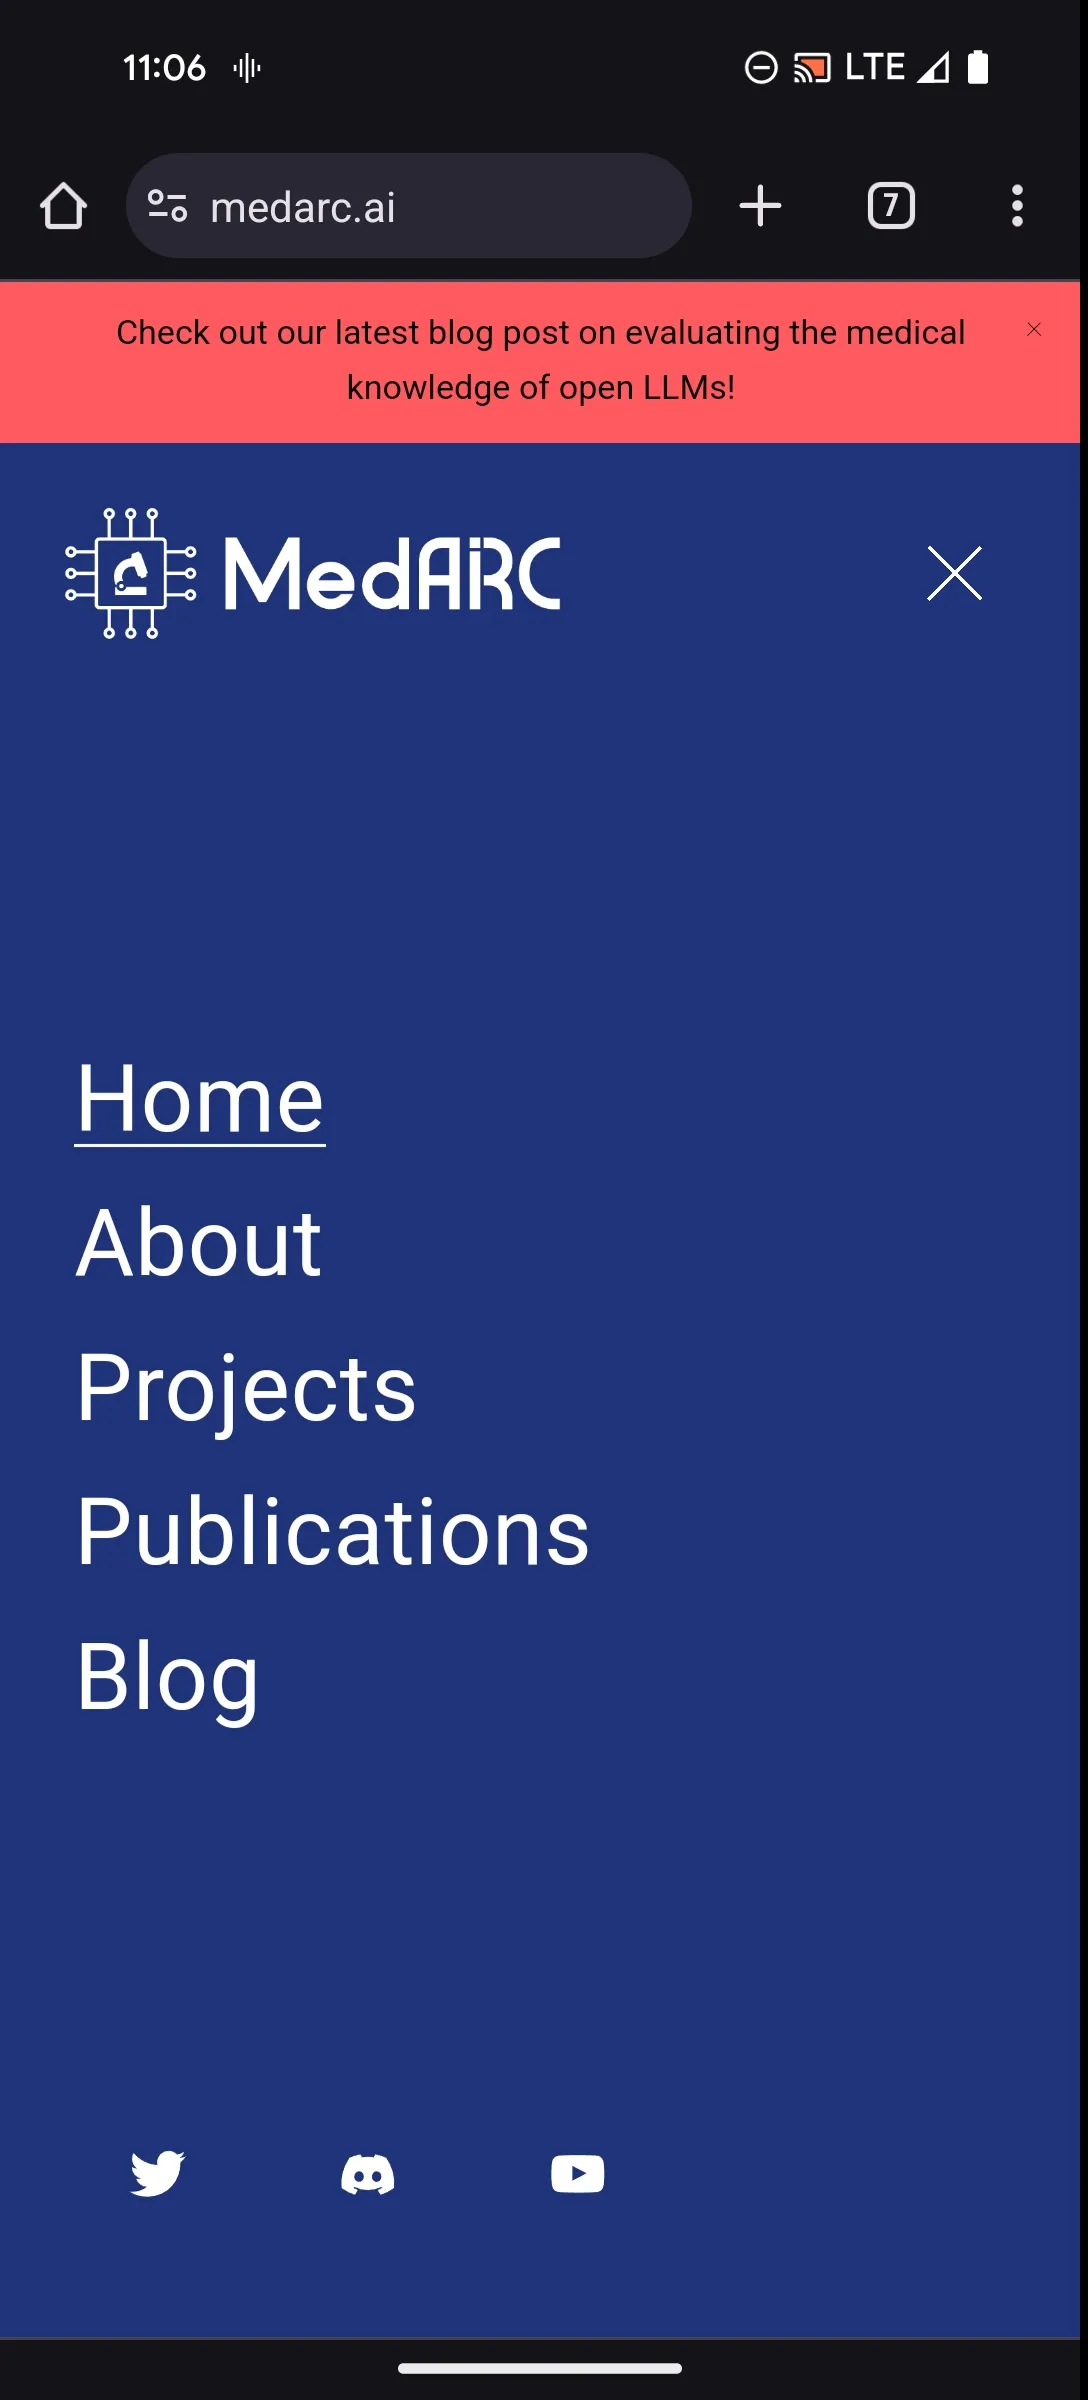 11:06
LTE
medarc.ai
7
Check out our latest blog post on evaluating the medical
knowledge of open LLMs!
MedARC
Home
About
Projects
Publications
Blog